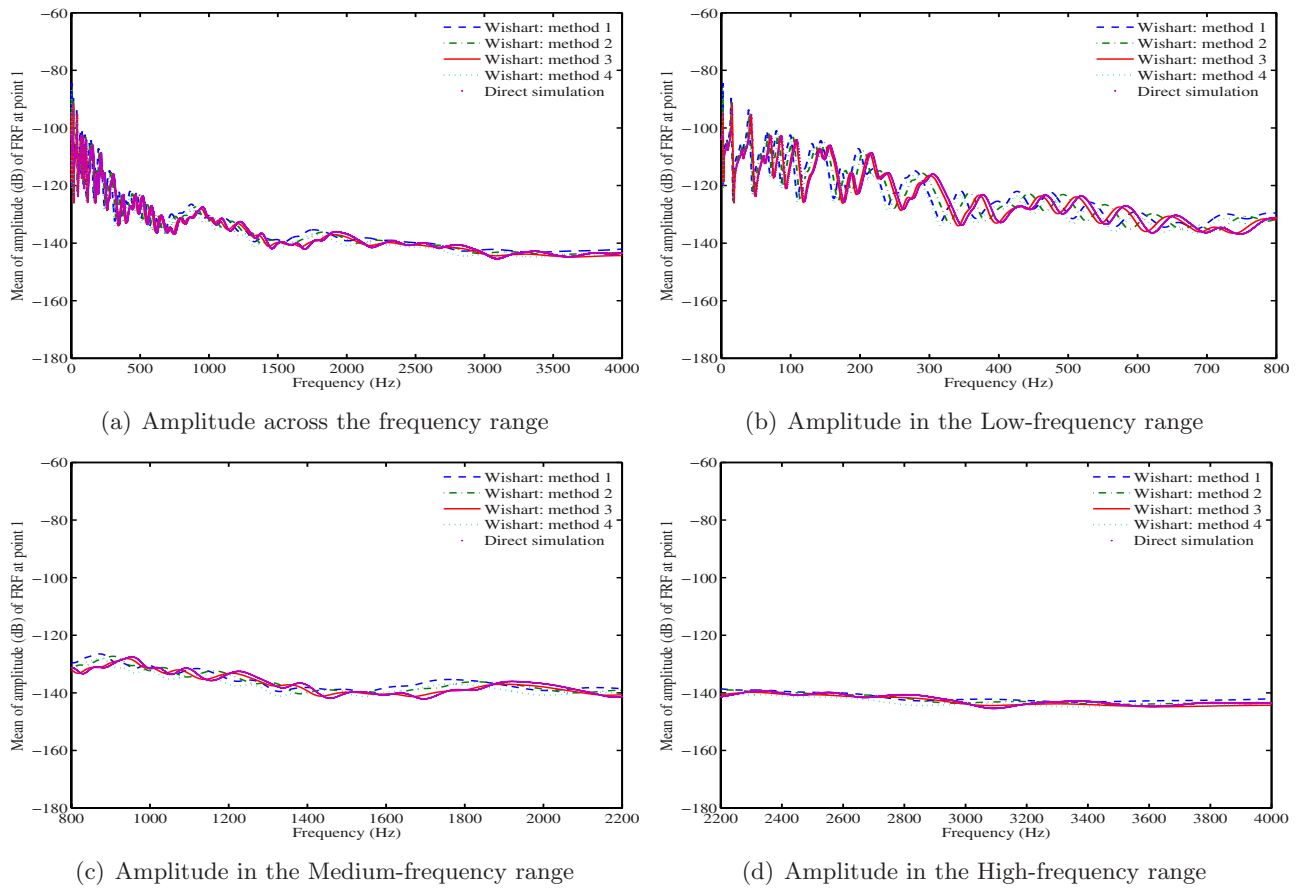 −60
−80
−100
−120
−140
−160
−180
Mean of amplitude (dB) of FRF at point 1
Wishart: method 1
Wishart: method 2
Wishart: method 3
Wishart: method 4
Direct simulation
0 500 1000 1500 2000 2500 3000 3500 4000
Frequency (Hz)
(a) Amplitude across the frequency range
−60
−80
−100
−120
−140
−160
−180
Mean of amplitude (dB) of FRF at point 1
Wishart: method 1
Wishart: method 2
Wishart: method 3
Wishart: method 4
Direct simulation
0 100 200 300 400 500 600 700 800
Frequency (Hz)
(b) Amplitude in the Low-frequency range
−60
−80
−100
−120
−140
−160
−180
Mean of amplitude (dB) of FRF at point 1
Wishart: method 1
Wishart: method 2
Wishart: method 3
Wishart: method 4
Direct simulation
800 1000 1200 1400 1600 1800 2000 2200
Frequency (Hz)
(c) Amplitude in the Medium-frequency range
−60
−80
−100
−120
−140
−160
−180
Mean of amplitude (dB) of FRF at point 1
Wishart: method 1
Wishart: method 2
Wishart: method 3
Wishart: method 4
Direct simulation
2200 2400 2600 2800 3000 3200 3400 3600 3800 4000
Frequency (Hz)
(d) Amplitude in the High-frequency range